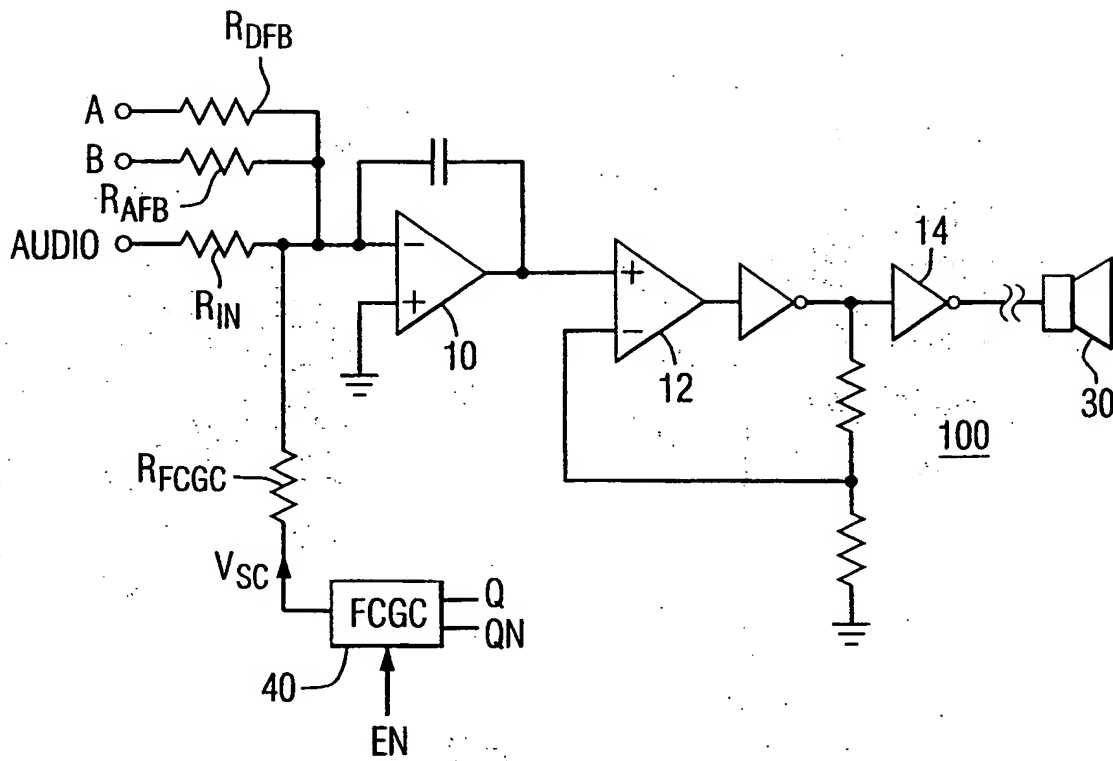 R_DFB
A
B
R_AFB
AUDIO
R_IN
−
+
10
+
−
12
14
30
100
R_FCGC
V_SC
FCGC
Q
QN
40
EN